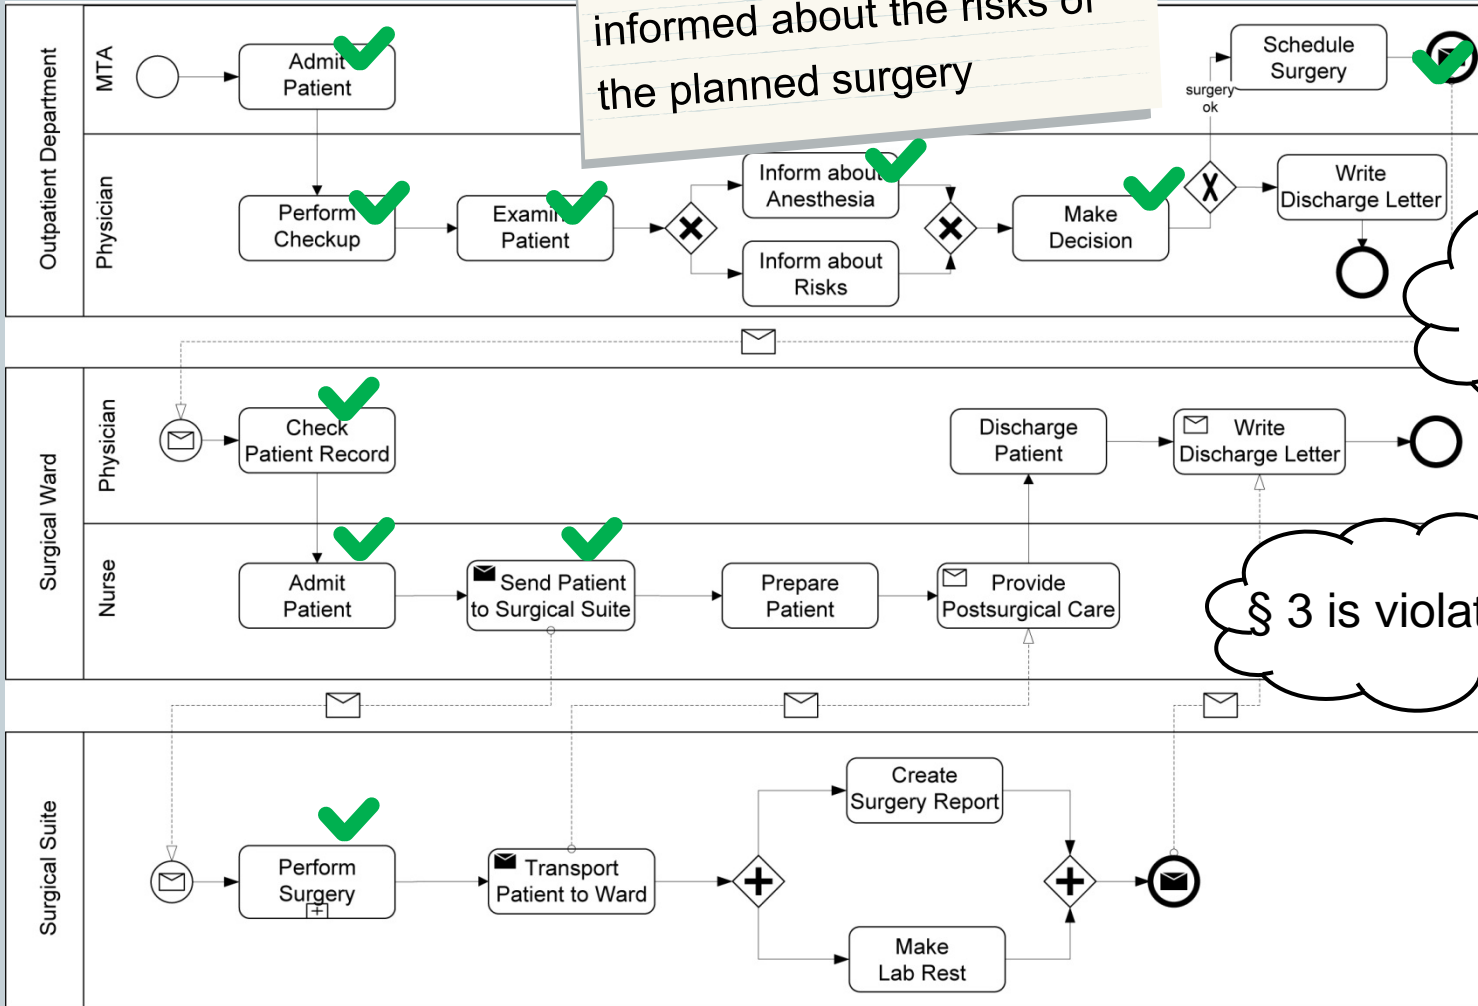 informed about the risks of
the planned surgery
Outpatient Department
MTA
Admit
Patient
Schedule
Surgery
surgery
ok
Physician
Perform
Checkup
Examine
Patient
Inform about
Anesthesia
Inform about
Risks
Make
Decision
Write
Discharge Letter
Surgical Ward
Physician
Check
Patient Record
Discharge
Patient
Write
Discharge Letter
Nurse
Admit
Patient
Send Patient
to Surgical Suite
Prepare
Patient
Provide
Postsurgical Care
§ 3 is violat
Surgical Suite
Perform
Surgery
Transport
Patient to Ward
Create
Surgery Report
Make
Lab Rest